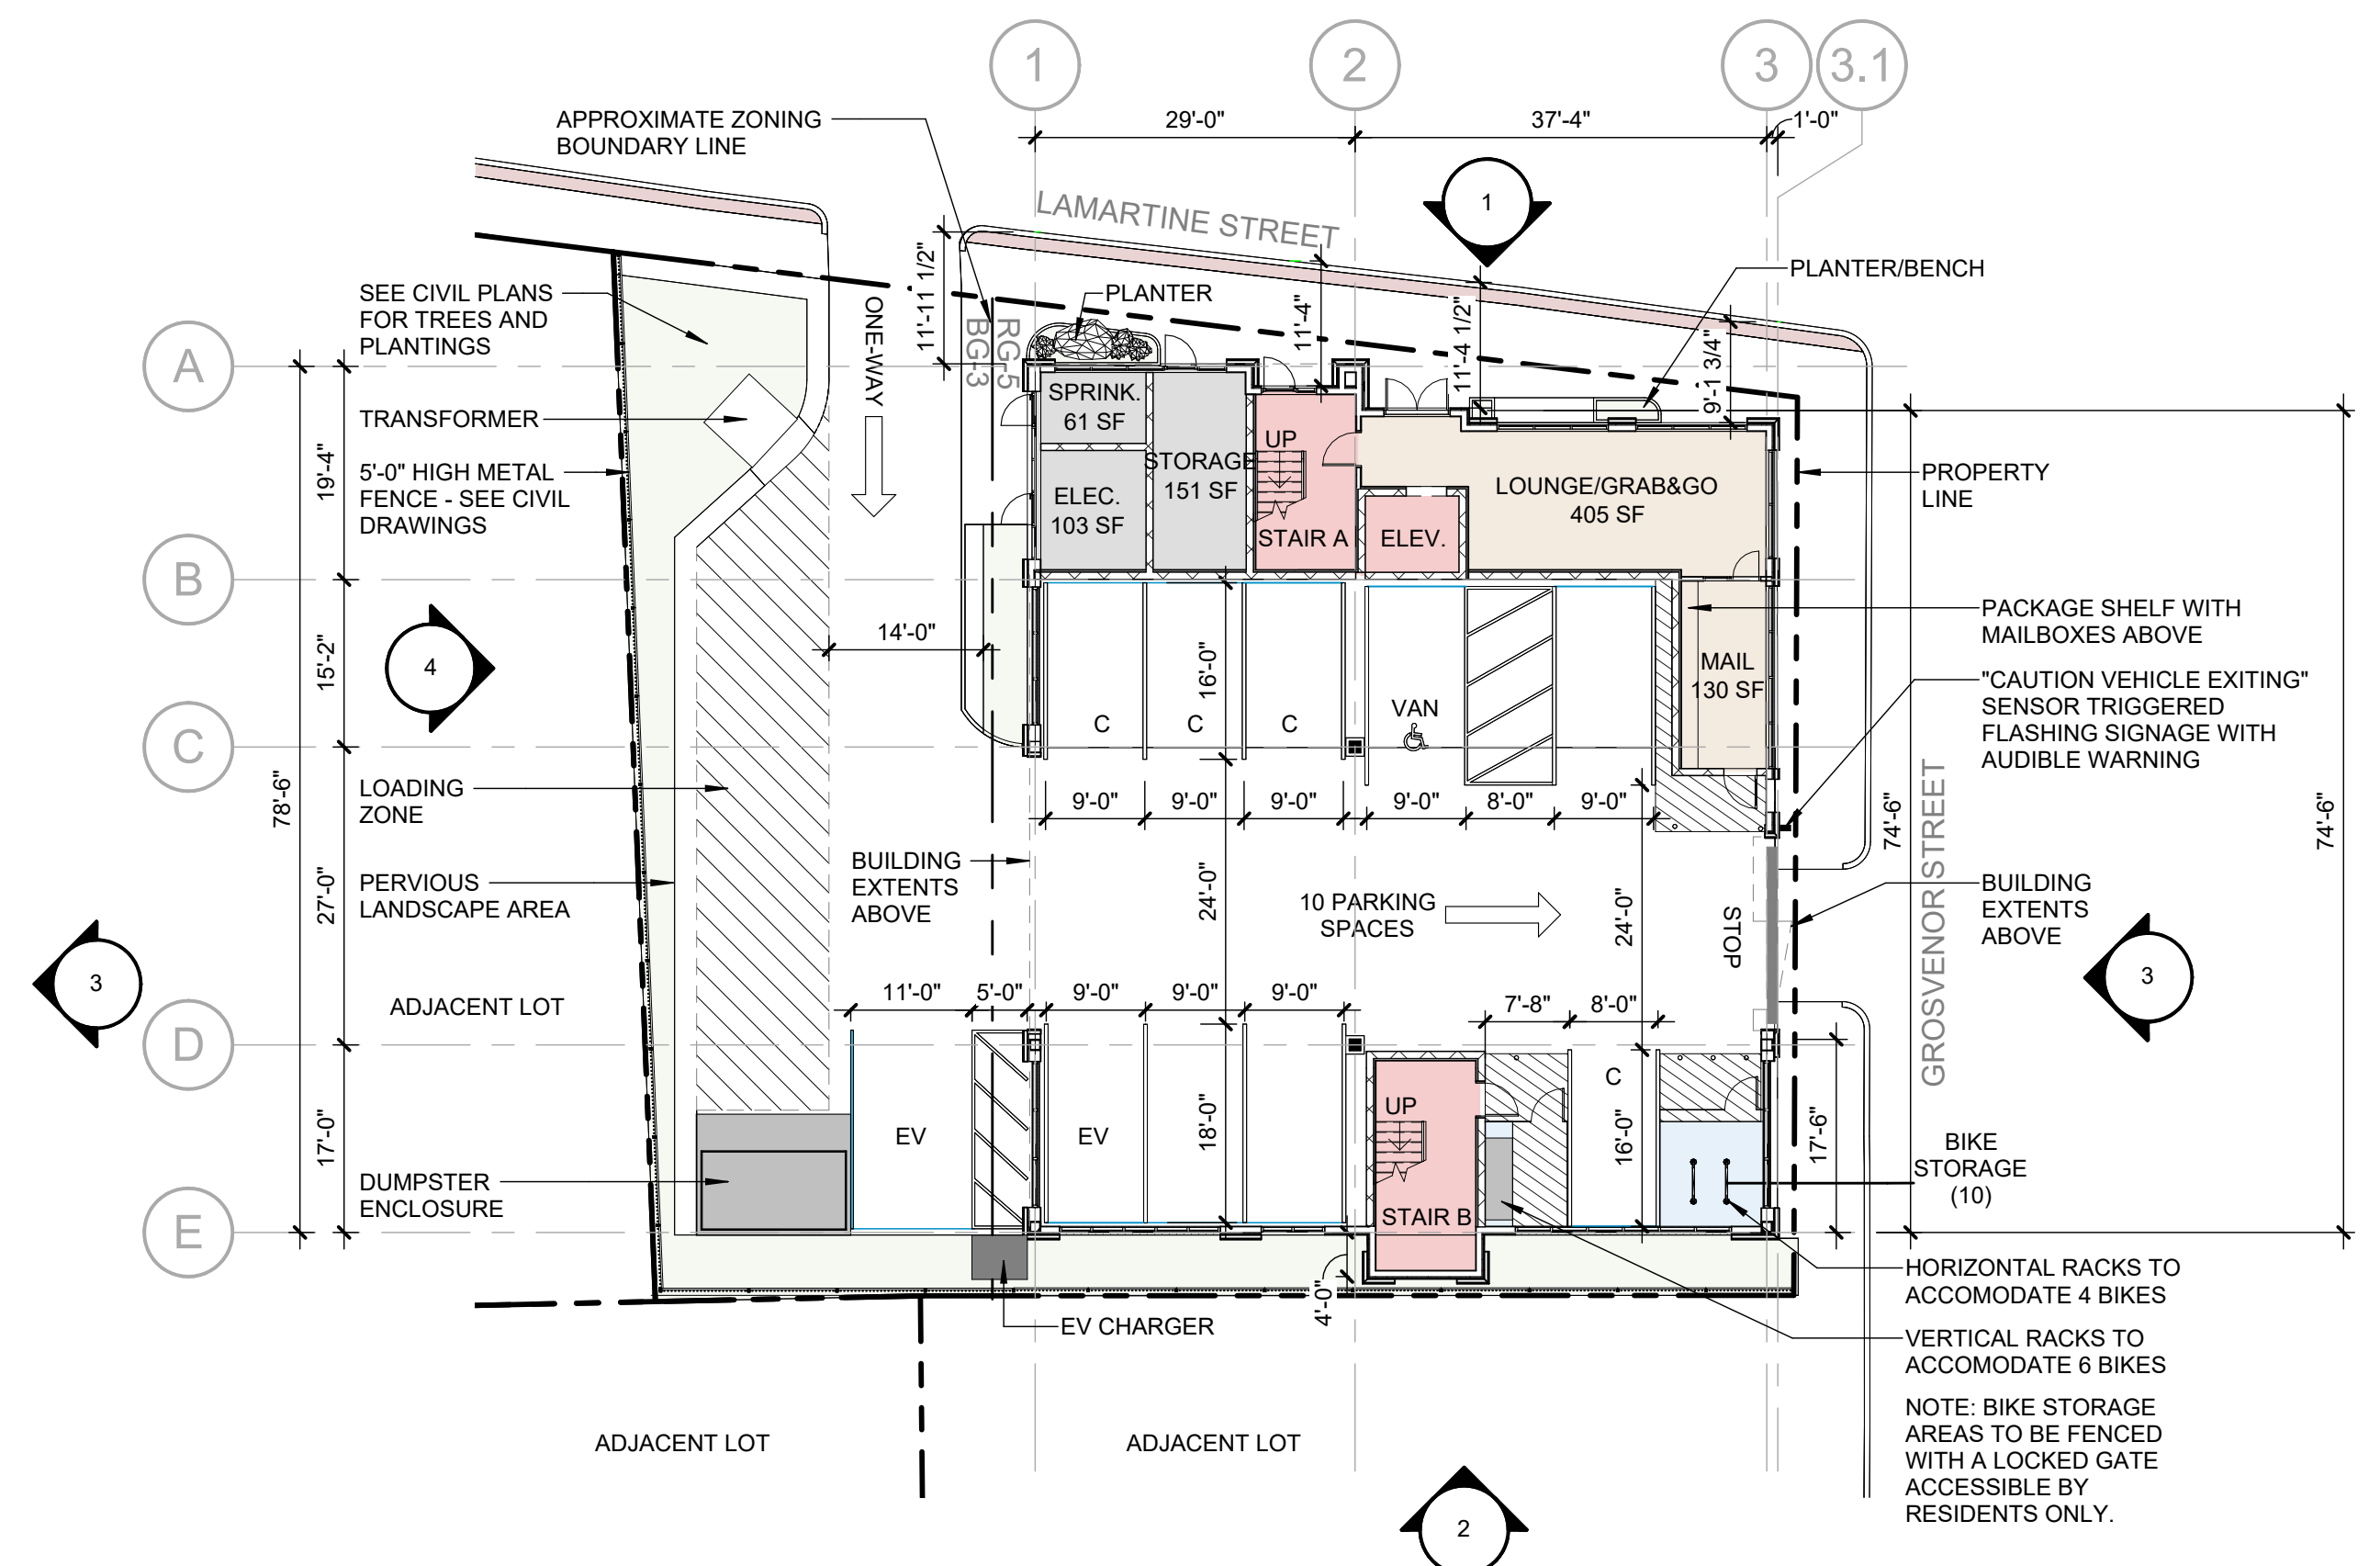 1
2
3
3.1
29'-0"
37'-4"
1'-0"
APPROXIMATE ZONING
BOUNDARY LINE
LAMARTINE STREET
1
PLANTER/BENCH
SEE CIVIL PLANS
FOR TREES AND
PLANTINGS
ONE-WAY
11'-11 1/2"
RG-5
BG-3
PLANTER
11'-4"
11'-4 1/2"
9'-1 3/4"
A
TRANSFORMER
5'-0" HIGH METAL
FENCE - SEE CIVIL
DRAWINGS
19'-4"
SPRINK.
61 SF
ELEC.
103 SF
STORAGE
151 SF
UP
STAIR A
ELEV.
LOUNGE/GRAB&GO
405 SF
PROPERTY
LINE
B
15'-2"
4
14'-0"
16'-0"
C
C
C
VAN
MAIL
130 SF
PACKAGE SHELF WITH
MAILBOXES ABOVE
"CAUTION VEHICLE EXITING"
SENSOR TRIGGERED
FLASHING SIGNAGE WITH
AUDIBLE WARNING
C
78'-6"
LOADING
ZONE
9'-0"
9'-0"
9'-0"
9'-0"
8'-0"
9'-0"
74'-6"
74'-6"
GROSVENOR STREET
27'-0"
PERVIOUS
LANDSCAPE AREA
BUILDING
EXTENTS
ABOVE
24'-0"
10 PARKING
SPACES
24'-0"
STOP
BUILDING
EXTENTS
ABOVE
3
3
ADJACENT LOT
11'-0"
5'-0"
9'-0"
9'-0"
9'-0"
7'-8"
8'-0"
D
17'-0"
EV
EV
18'-0"
UP
STAIR B
C
16'-0"
17'-6"
BIKE
STORAGE
(10)
DUMPSTER
ENCLOSURE
E
4'-0"
EV CHARGER
HORIZONTAL RACKS TO
ACCOMODATE 4 BIKES
VERTICAL RACKS TO
ACCOMODATE 6 BIKES
NOTE: BIKE STORAGE
AREAS TO BE FENCED
WITH A LOCKED GATE
ACCESSIBLE BY
RESIDENTS ONLY.
ADJACENT LOT
ADJACENT LOT
2